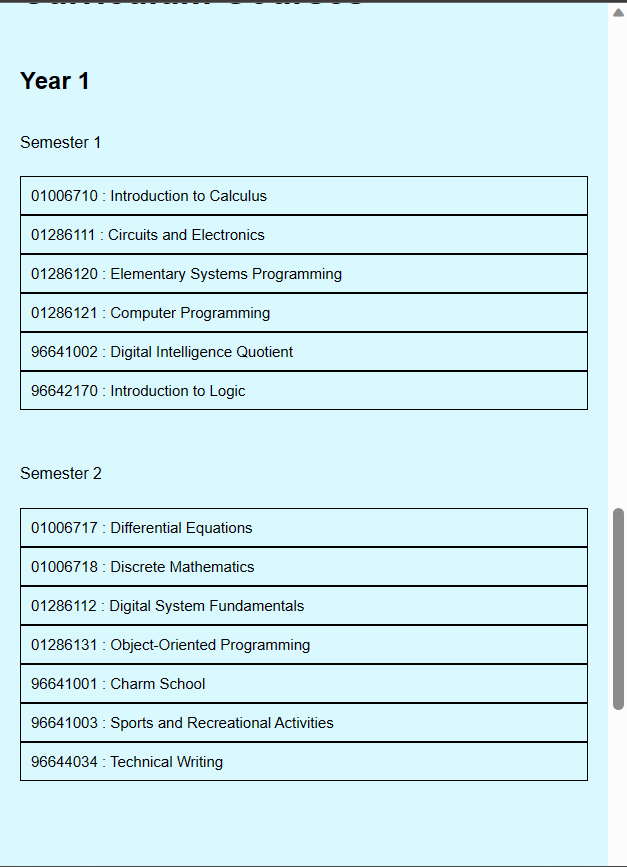 Year 1
Semester 1
01006710 : Introduction to Calculus
01286111 : Circuits and Electronics
01286120 : Elementary Systems Programming
01286121 : Computer Programming
96641002 : Digital Intelligence Quotient
96642170 : Introduction to Logic
Semester 2
01006717 : Differential Equations
01006718 : Discrete Mathematics
01286112 : Digital System Fundamentals
01286131 : Object-Oriented Programming
96641001 : Charm School
96641003 : Sports and Recreational Activities
96644034 : Technical Writing